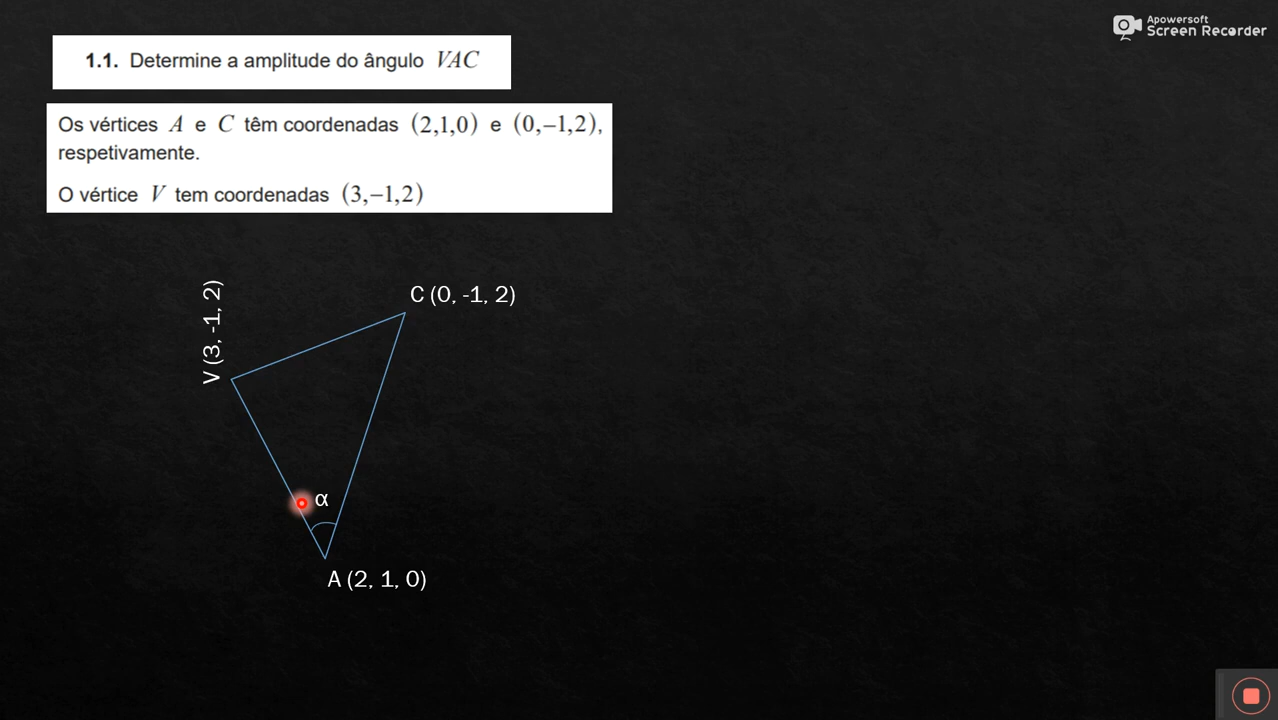 Apowersoft
Screen Recorder
1.1. Determine a amplitude do ângulo VAC
Os vértices A e C têm coordenadas (2,1,0) e (0,−1,2),
respetivamente.
O vértice V tem coordenadas (3,−1,2)
C (0, -1, 2)
V (3, -1, 2)
α
A (2, 1, 0)